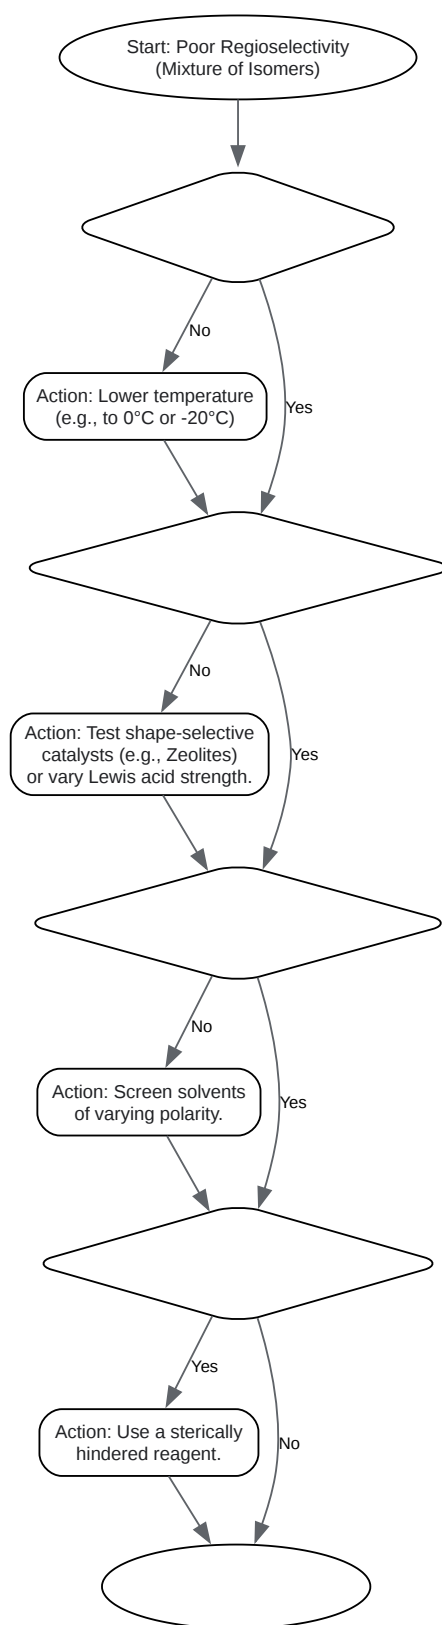 Start: Poor Regioselectivity
(Mixture of Isomers)
No
Action: Lower temperature
(e.g., to 0°C or -20°C)
Yes
No
Action: Test shape-selective
catalysts (e.g., Zeolites)
or vary Lewis acid strength.
Yes
No
Action: Screen solvents
of varying polarity.
Yes
Yes
Action: Use a sterically
hindered reagent.
No